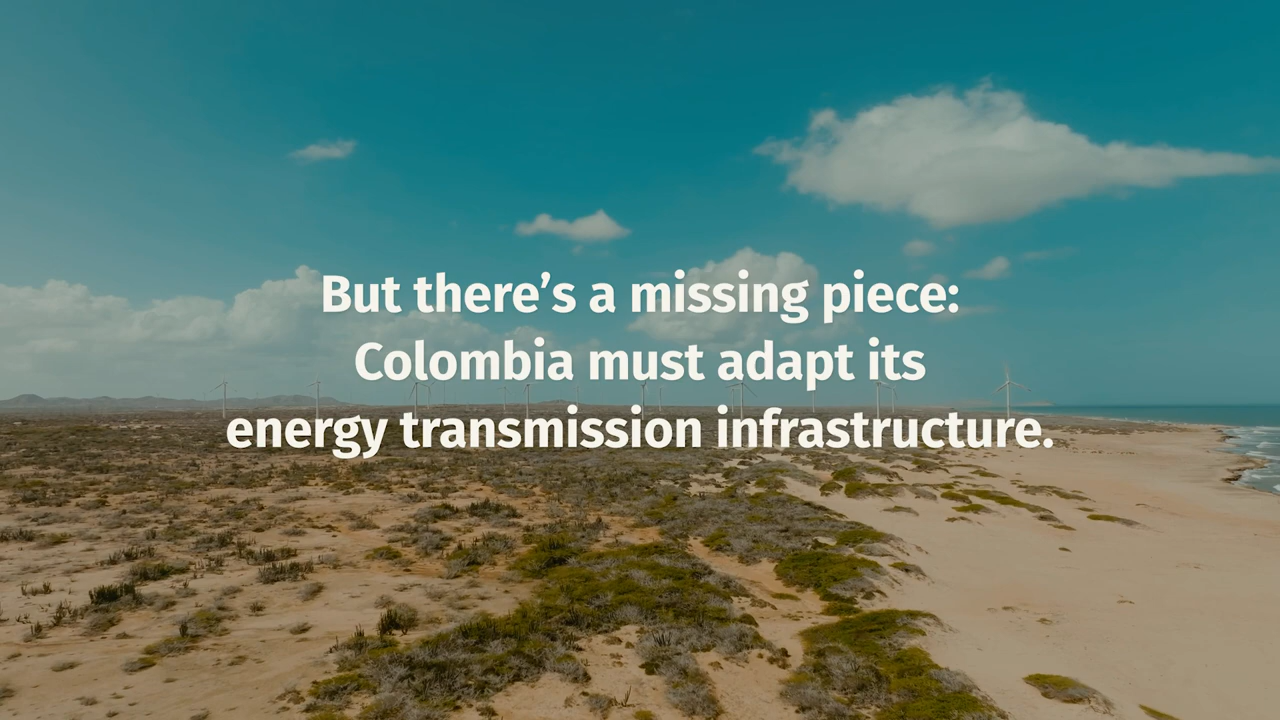 But there’s a missing piece:
Colombia must adapt its
energy transmission infrastructure.